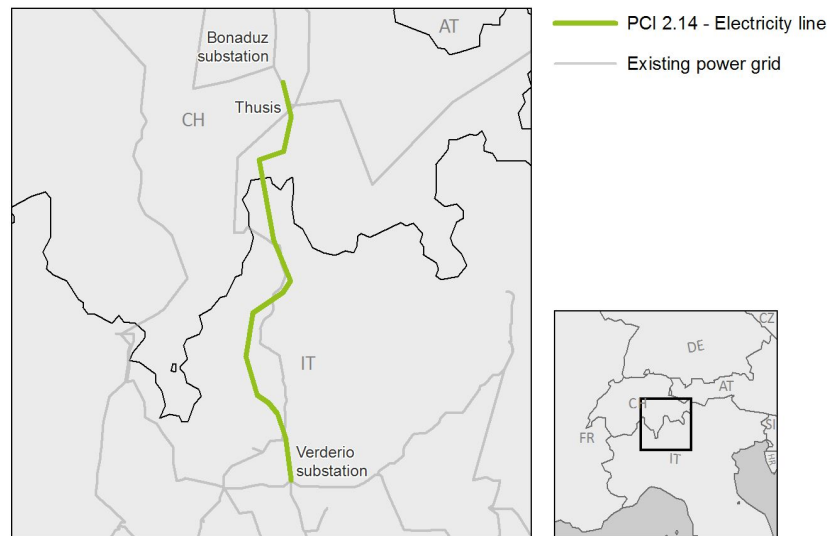 Bonaduz
substation
AT
Thusis
CH
IT
Verderio
substation
PCI 2.14 - Electricity line
Existing power grid
CZ
DE
AT
CH
SI
FR
HR
IT